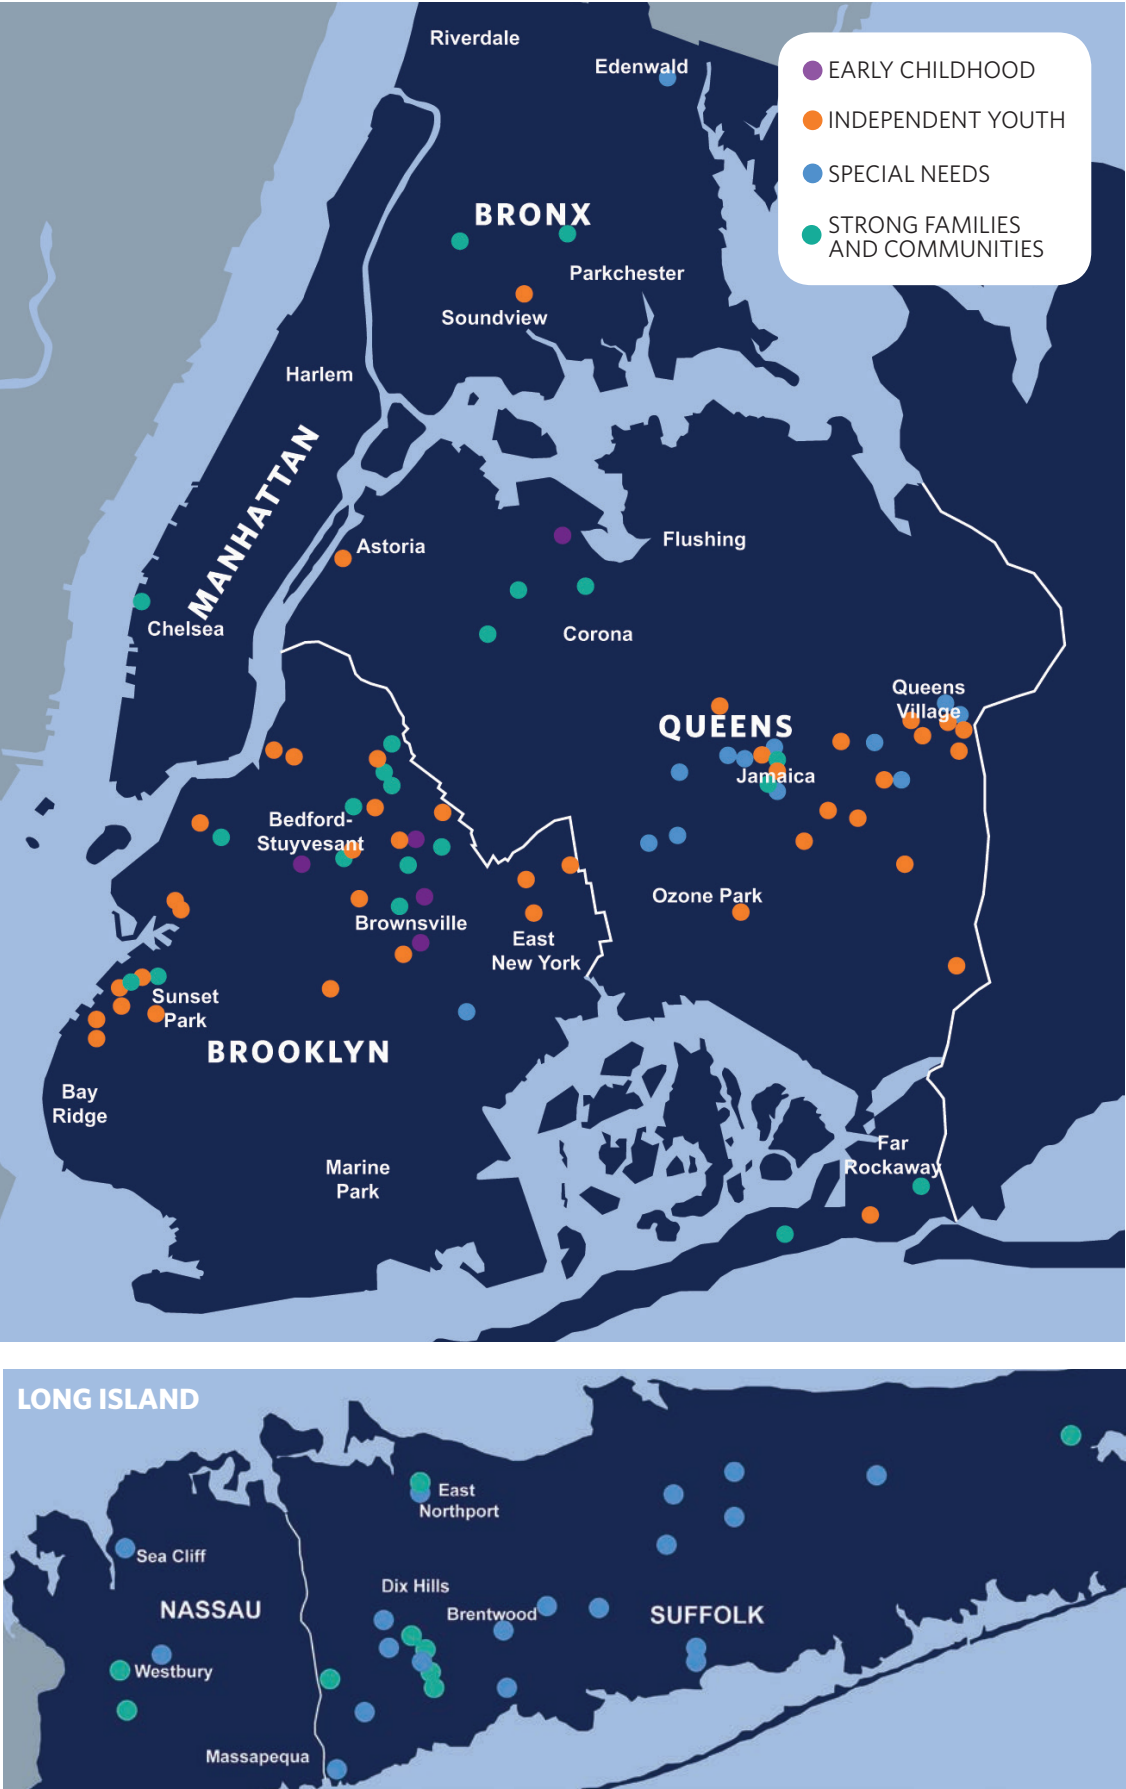 Riverdale
Edenwald
EARLY CHILDHOOD
INDEPENDENT YOUTH
SPECIAL NEEDS
STRONG FAMILIES
AND COMMUNITIES
BRONX
Parkchester
Soundview
Harlem
MANHATTAN
Astoria
Flushing
Chelsea
Corona
Queens
Village
QUEENS
Jamaica
Bedford-
Stuyvesant
Ozone Park
Brownsville
East
New York
Sunset
Park
BROOKLYN
Bay
Ridge
Far
Rockaway
Marine
Park
LONG ISLAND
East
Northport
Sea Cliff
Dix Hills
NASSAU
Brentwood
SUFFOLK
Westbury
Massapequa